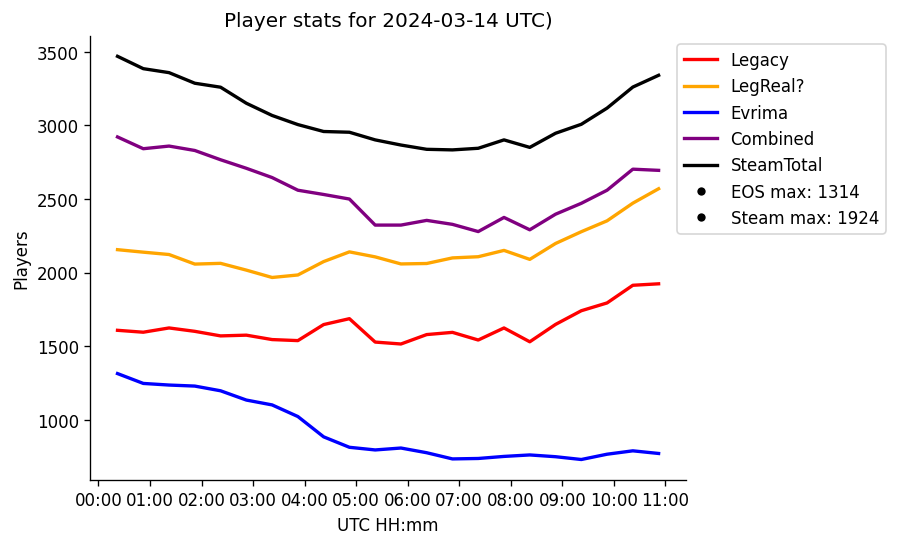 Player stats for 2024-03-14 UTC)
3500
3000
2500
2000
1500
1000
Players
00:00 01:00 02:00 03:00 04:00 05:00 06:00 07:00 08:00 09:00 10:00 11:00
UTC HH:mm
Legacy
LegReal?
Evrima
Combined
SteamTotal
EOS max: 1314
Steam max: 1924